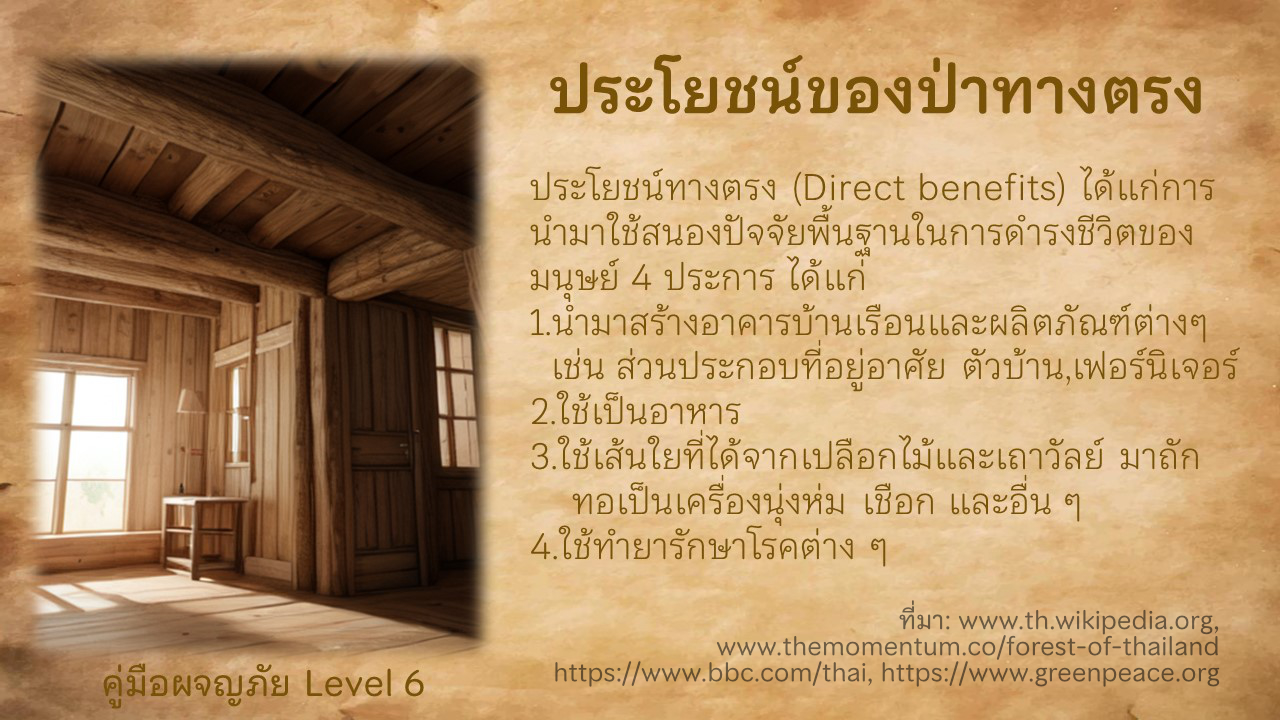 ประโยชน์ของป่าทางตรง
ประโยชน์ทางตรง (Direct benefits) ได้แก่การ
นำมาใช้สนองปัจจัยพื้นฐานในการดำรงชีวิตของ
มนุษย์ 4 ประการ ได้แก่
1.นำมาสร้างอาคารบ้านเรือนและผลิตภัณฑ์ต่างๆ
เช่น ส่วนประกอบที่อยู่อาศัย ตัวบ้าน,เฟอร์นิเจอร์
2.ใช้เป็นอาหาร
3.ใช้เส้นใยที่ได้จากเปลือกไม้และเถาวัลย์ มาถัก
ทอเป็นเครื่องนุ่งห่ม เชือก และอื่น ๆ
4.ใช้ทำยารักษาโรคต่าง ๆ
ที่มา: www.th.wikipedia.org,
www.themomentum.co/forest-of-thailand
https://www.bbc.com/thai, https://www.greenpeace.org
คู่มือผจญภัย Level 6